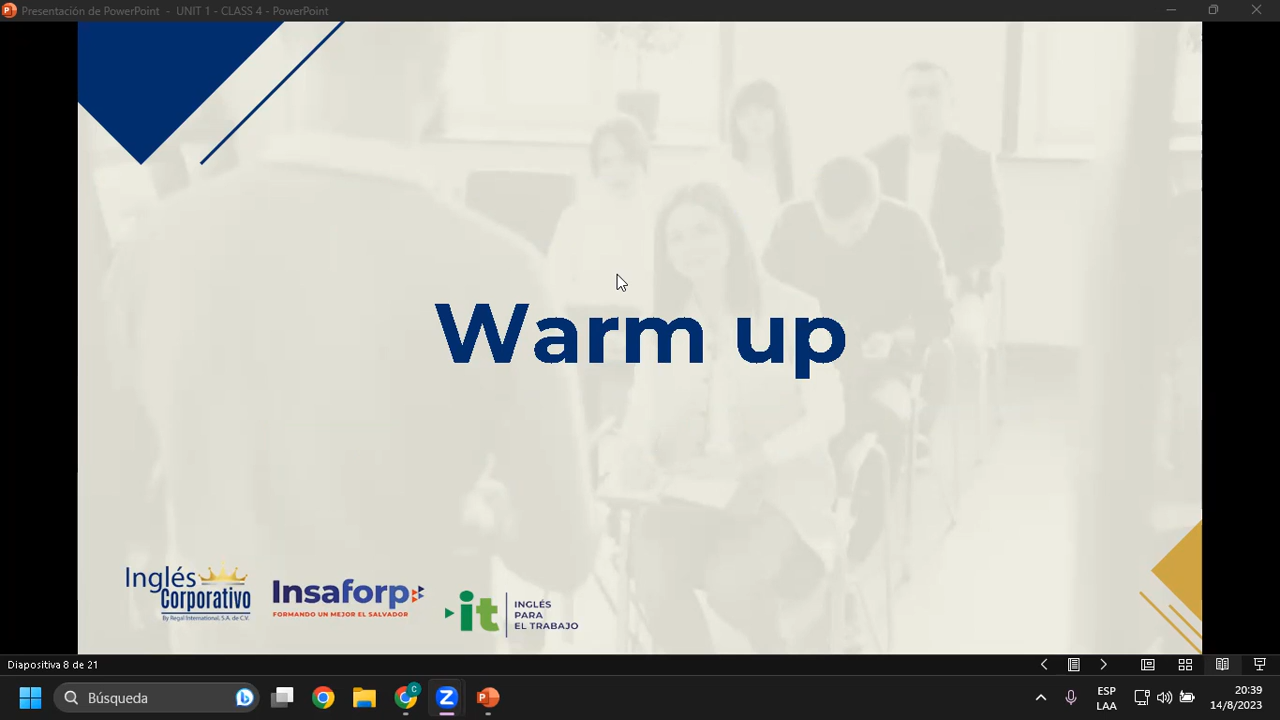 Presentación de PowerPoint - UNIT 1 - CLASS 4 - PowerPoint
Warm up
Inglés
Corporativo
By Regal International, S.A. de C.V.
Insaforp
FORMANDO UN MEJOR EL SALVADOR
it
INGLÉS
PARA
EL TRABAJO
Diapositiva 8 de 21
Búsqueda
ESP
LAA
20:39
14/8/2023